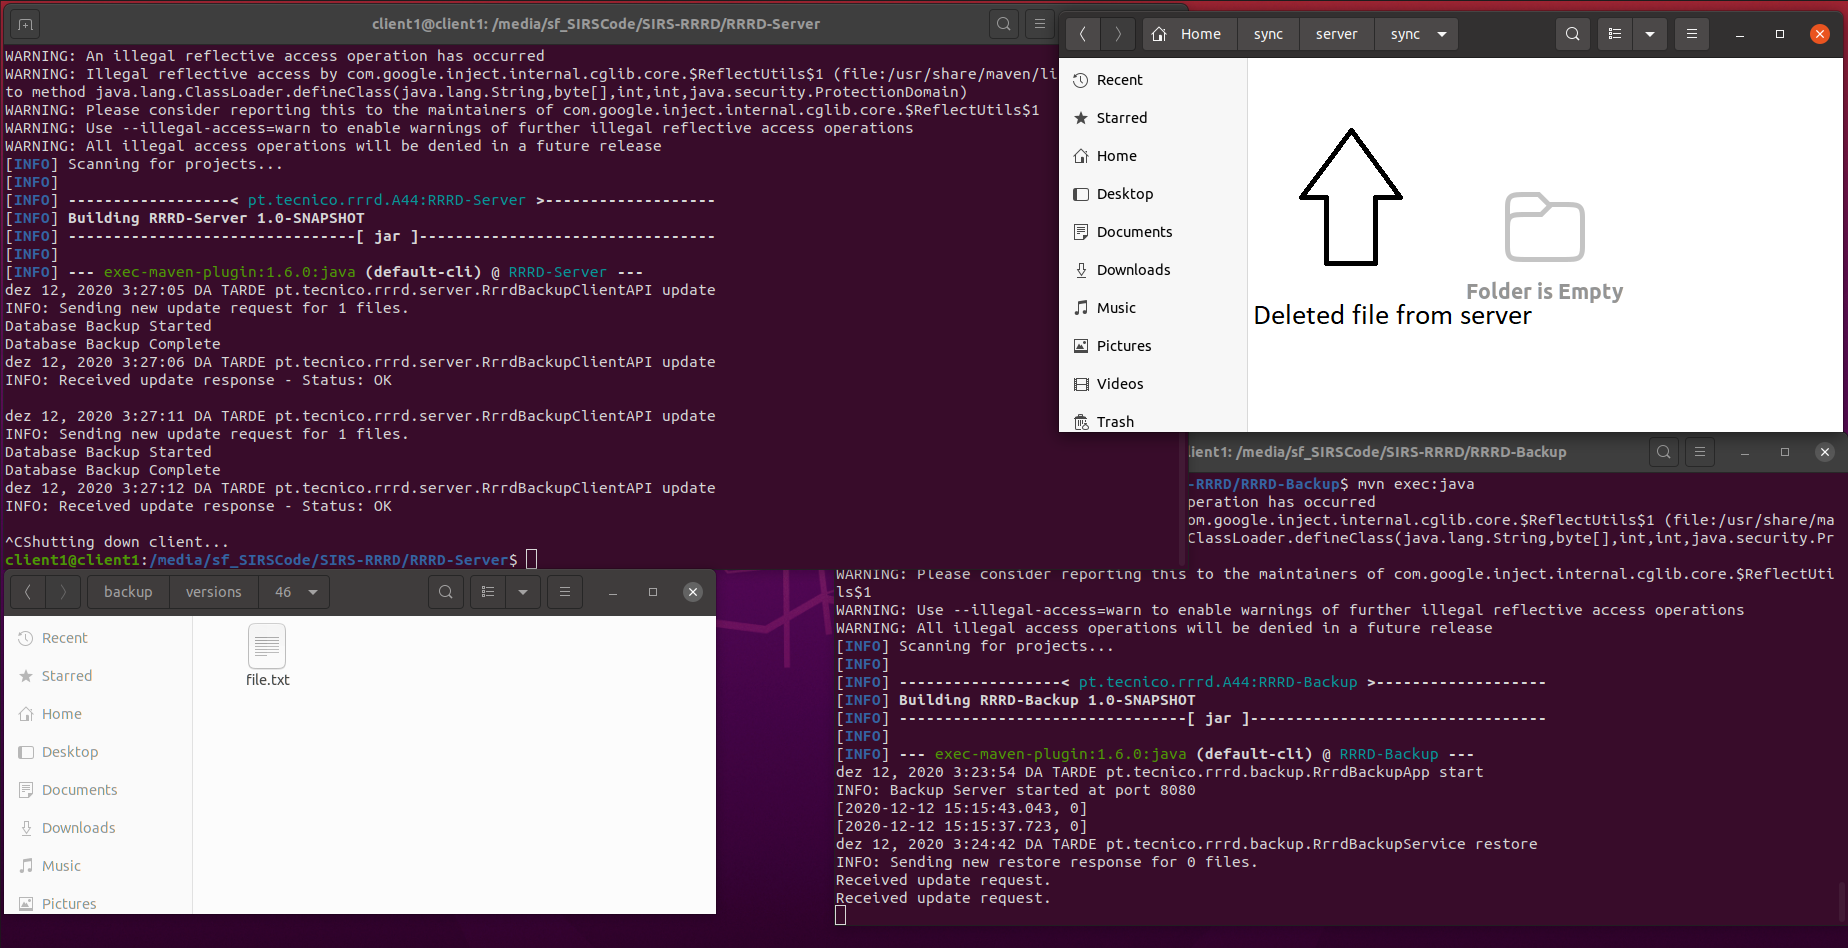 client1@client1: /media/sf_SIRSCode/SIRS-RRRD/RRRD-Server
WARNING: An illegal reflective access operation has occurred
WARNING: Illegal reflective access by com.google.inject.internal.cglib.core.$ReflectUtils$1 (file:/usr/share/maven/li
to method java.lang.ClassLoader.defineClass(java.lang.String,byte[],int,int,java.security.ProtectionDomain)
WARNING: Please consider reporting this to the maintainers of com.google.inject.internal.cglib.core.$ReflectUtils$1
WARNING: Use --illegal-access=warn to enable warnings of further illegal reflective access operations
WARNING: All illegal access operations will be denied in a future release
[INFO] Scanning for projects...
[INFO]
[INFO] ------------------< pt.tecnico.rrrd.A44:RRRD-Server >-------------------
[INFO] Building RRRD-Server 1.0-SNAPSHOT
[INFO] --------------------------------[ jar ]---------------------------------
[INFO]
[INFO] --- exec-maven-plugin:1.6.0:java (default-cli) @ RRRD-Server ---
dez 12, 2020 3:27:05 DA TARDE pt.tecnico.rrrd.server.RrrdBackupClientAPI update
INFO: Sending new update request for 1 files.
Database Backup Started
Database Backup Complete
dez 12, 2020 3:27:06 DA TARDE pt.tecnico.rrrd.server.RrrdBackupClientAPI update
INFO: Received update response - Status: OK
dez 12, 2020 3:27:11 DA TARDE pt.tecnico.rrrd.server.RrrdBackupClientAPI update
INFO: Sending new update request for 1 files.
Database Backup Started
Database Backup Complete
dez 12, 2020 3:27:12 DA TARDE pt.tecnico.rrrd.server.RrrdBackupClientAPI update
INFO: Received update response - Status: OK
^CShutting down client...
client1@client1:/media/sf_SIRSCode/SIRS-RRRD/RRRD-Server$
Home sync server sync
Recent
Starred
Home
Desktop
Documents
Downloads
Music
Pictures
Videos
Trash
Folder is Empty
Deleted file from server
backup versions 46
Recent
Starred
Home
Desktop
Documents
Downloads
Music
Pictures
file.txt
lient1: /media/sf_SIRSCode/SIRS-RRRD/RRRD-Backup
-RRRD/RRRD-Backup$ mvn exec:java
peration has occurred
om.google.inject.internal.cglib.core.$ReflectUtils$1 (file:/usr/share/ma
ClassLoader.defineClass(java.lang.String,byte[],int,int,java.security.Pr
WARNING: Please consider reporting this to the maintainers of com.google.inject.internal.cglib.core.$ReflectUti
ls$1
WARNING: Use --illegal-access=warn to enable warnings of further illegal reflective access operations
WARNING: All illegal access operations will be denied in a future release
[INFO] Scanning for projects...
[INFO]
[INFO] ------------------< pt.tecnico.rrrd.A44:RRRD-Backup >-------------------
[INFO] Building RRRD-Backup 1.0-SNAPSHOT
[INFO] --------------------------------[ jar ]---------------------------------
[INFO]
[INFO] --- exec-maven-plugin:1.6.0:java (default-cli) @ RRRD-Backup ---
dez 12, 2020 3:23:54 DA TARDE pt.tecnico.rrrd.backup.RrrdBackupApp start
INFO: Backup Server started at port 8080
[2020-12-12 15:15:43.043, 0]
[2020-12-12 15:15:37.723, 0]
dez 12, 2020 3:24:42 DA TARDE pt.tecnico.rrrd.backup.RrrdBackupService restore
INFO: Sending new restore response for 0 files.
Received update request.
Received update request.